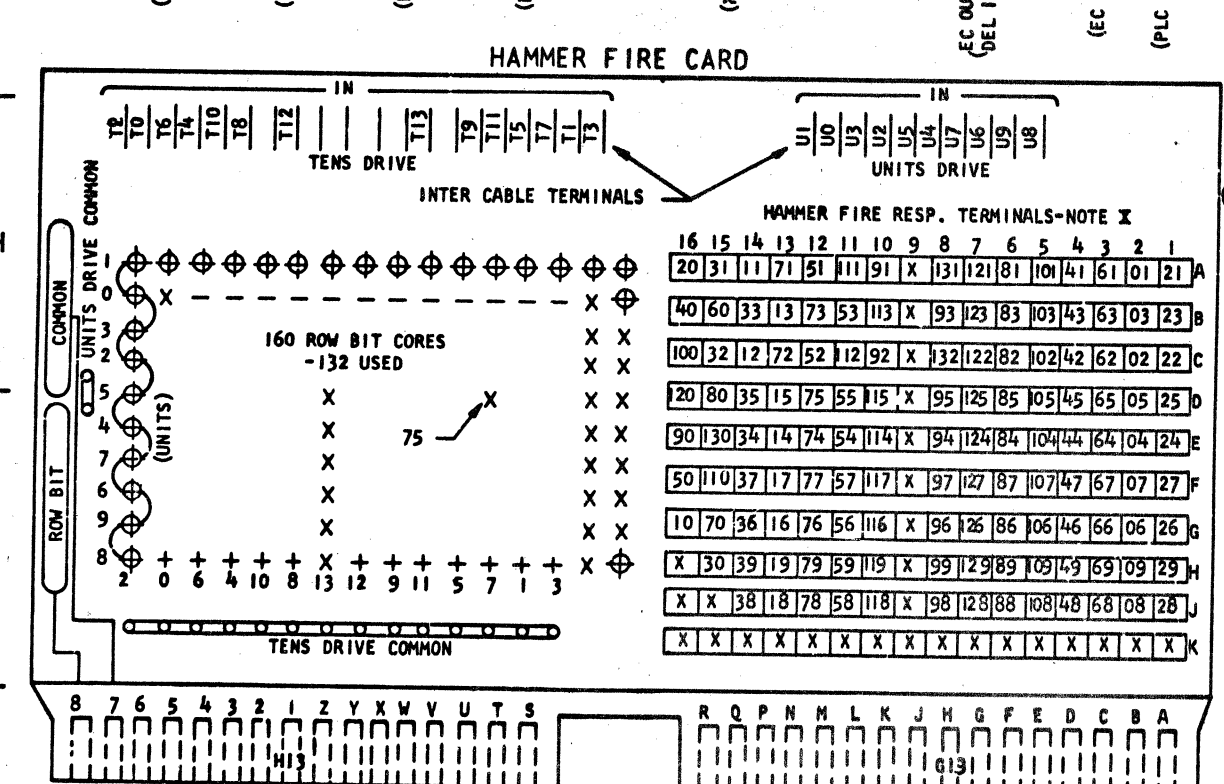 (EC OU
DEL I
(EC
(PLC
HAMMER FIRE CARD
IN
IN
T2 T0 T6 T4 T10 T8 T12 T13 T9 T11 T5 T7 T1 T3
U1 U0 U3 U2 U5 U4 U7 U6 U9 U8
TENS DRIVE
UNITS DRIVE
INTER CABLE TERMINALS
HAMMER FIRE RESP. TERMINALS-NOTE X
COMMON
UNITS DRIVE COMMON
ROW BIT
16 15 14 13 12 11 10 9 8 7 6 5 4 3 2 1
20 31 11 71 51 111 91 X 131 121 81 101 41 61 01 21 A
40 60 33 13 73 53 113 X 93 123 83 103 43 63 03 23 B
100 32 12 72 52 112 92 X 132 122 82 102 42 62 02 22 C
120 80 35 15 75 55 115 X 95 125 85 105 45 65 05 25 D
90 130 34 14 74 54 114 X 94 124 84 104 44 64 04 24 E
50 110 37 17 77 57 117 X 97 127 87 107 47 67 07 27 F
10 70 36 16 76 56 116 X 96 126 86 106 46 66 06 26 G
X 30 39 19 79 59 119 X 99 129 89 109 49 69 09 29 H
X X 38 18 78 58 118 X 98 128 88 108 48 68 08 28 J
X X X X X X X X X X X X X X X X K
1
0 X X
3 X X
160 ROW BIT CORES
-132 USED
2 X X
5 X X X X
75
4 X X X
(UNITS)
7 X X X
6 X X X
9 X X X
8 X X
2 0 6 4 10 8 13 12 9 11 5 7 1 3
TENS DRIVE COMMON
8 7 6 5 4 3 2 1 Z Y X W V U T S
R Q P N M L K J H G F E D C B A
H13
G13